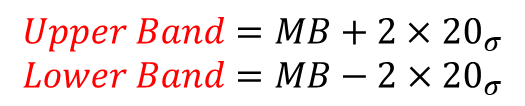 Upper Band = MB + 2 × 20σ
Lower Band = MB − 2 × 20σ